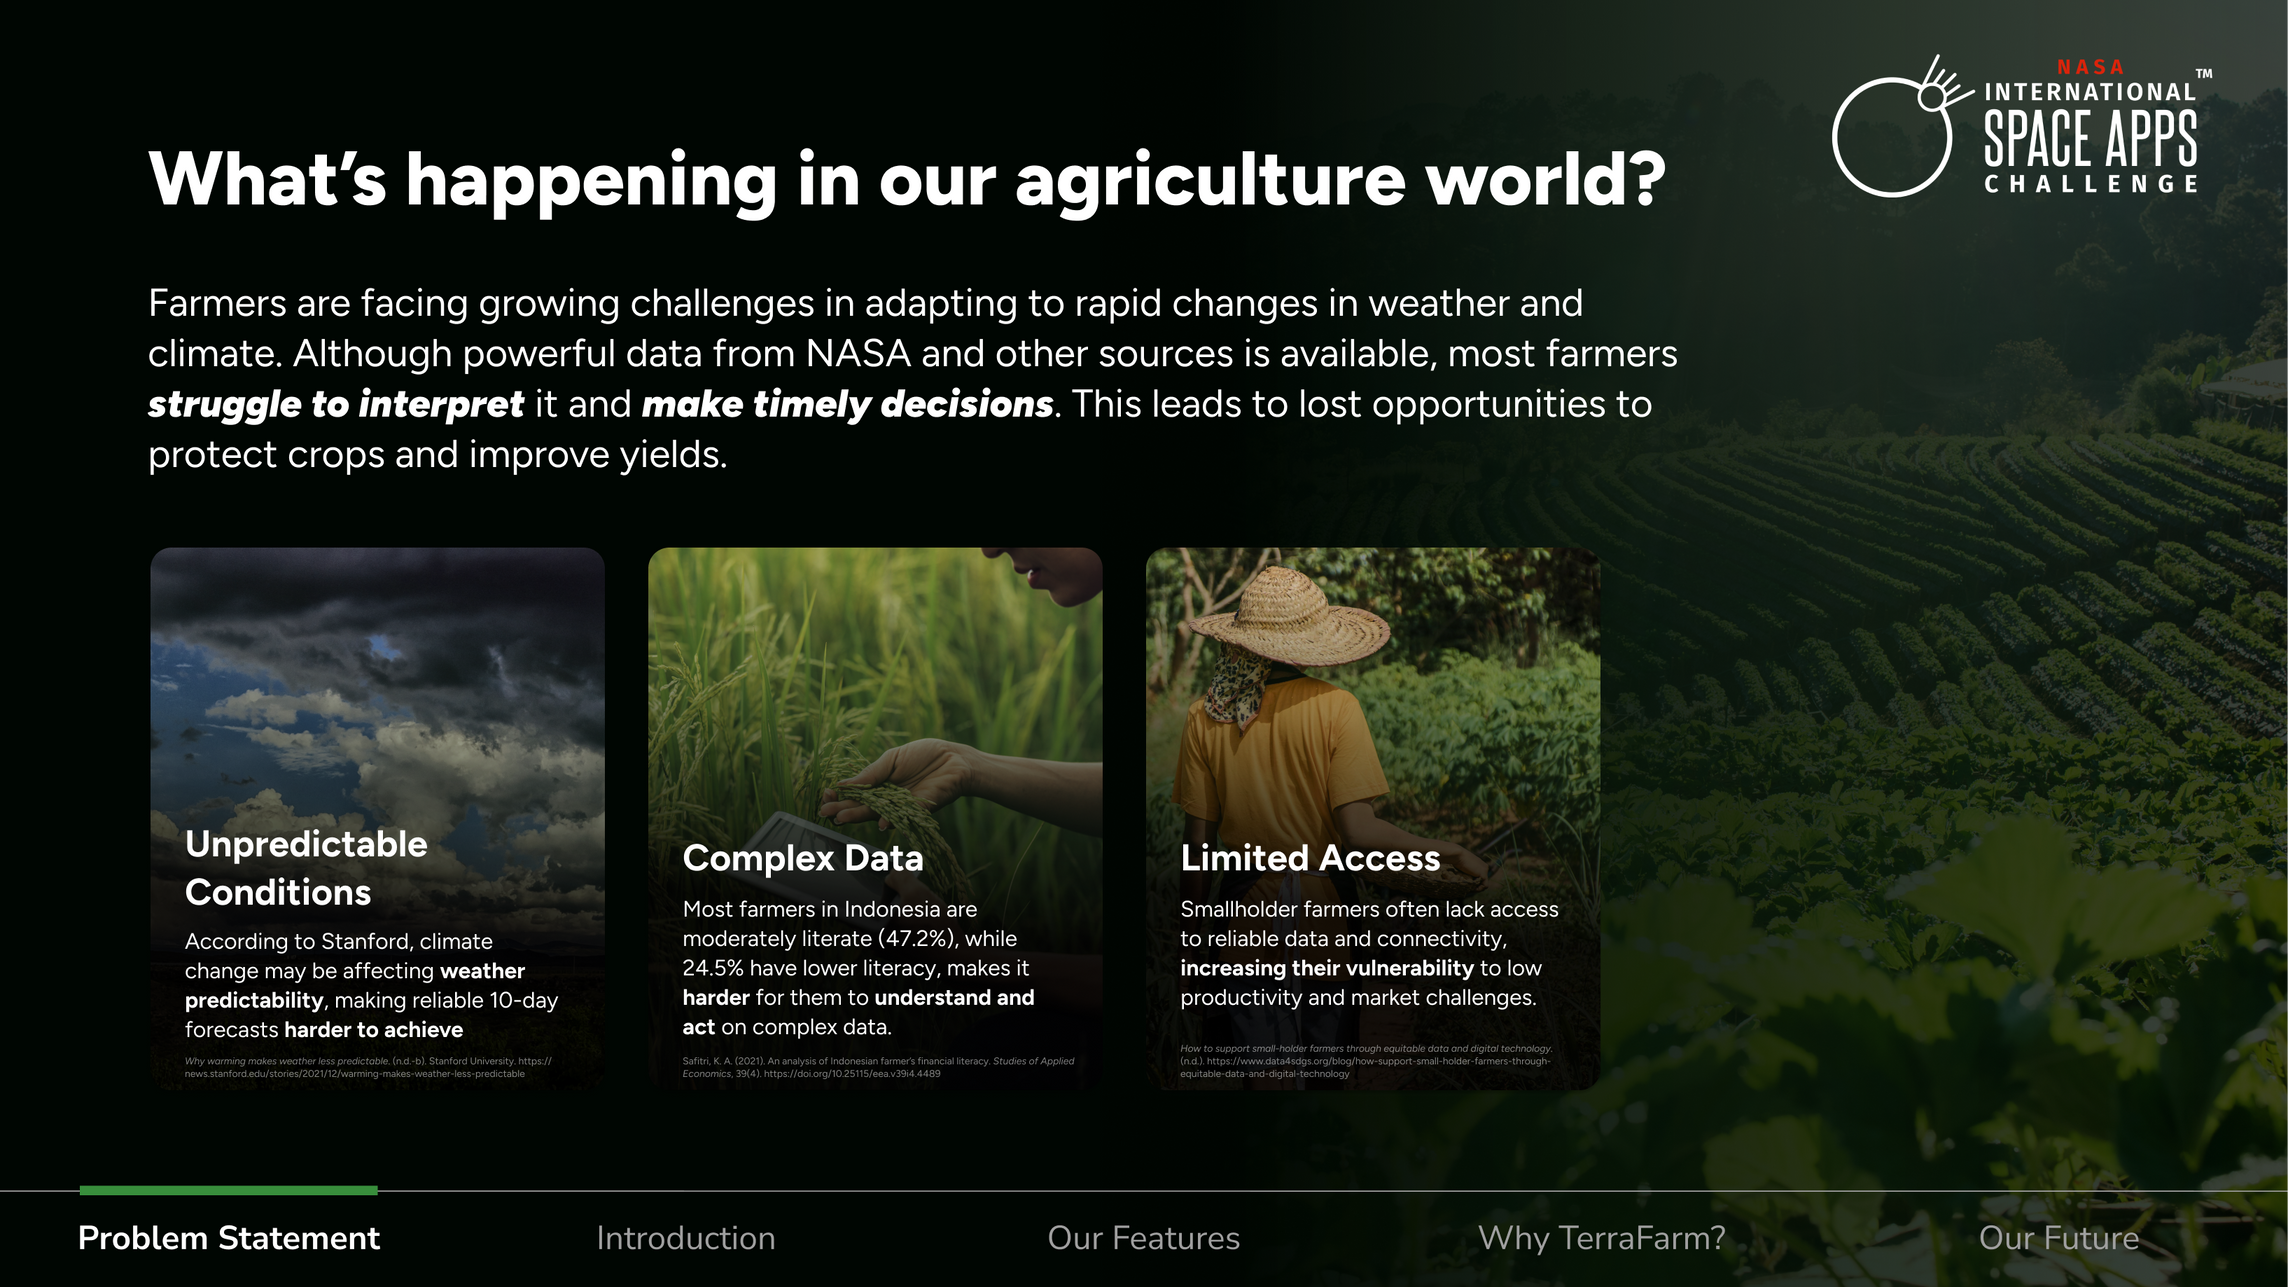 NASA
INTERNATIONAL
SPACE APPS
CHALLENGE
TM
What’s happening in our agriculture world?
Farmers are facing growing challenges in adapting to rapid changes in weather and
climate. Although powerful data from NASA and other sources is available, most farmers
struggle to interpret it and make timely decisions. This leads to lost opportunities to
protect crops and improve yields.
Unpredictable
Conditions
According to Stanford, climate
change may be affecting weather
predictability, making reliable 10-day
forecasts harder to achieve
Why warming makes weather less predictable. (n.d.-b). Stanford University. https://
news.stanford.edu/stories/2021/12/warming-makes-weather-less-predictable
Complex Data
Most farmers in Indonesia are
moderately literate (47.2%), while
24.5% have lower literacy, makes it
harder for them to understand and
act on complex data.
Safitri, K. A. (2021). An analysis of Indonesian farmer’s financial literacy. Studies of Applied
Economics, 39(4). https://doi.org/10.25115/eea.v39i4.4489
Limited Access
Smallholder farmers often lack access
to reliable data and connectivity,
increasing their vulnerability to low
productivity and market challenges.
How to support small-holder farmers through equitable data and digital technology.
(n.d.). https://www.data4sdgs.org/blog/how-support-small-holder-farmers-through-
equitable-data-and-digital-technology
Problem Statement
Introduction
Our Features
Why TerraFarm?
Our Future